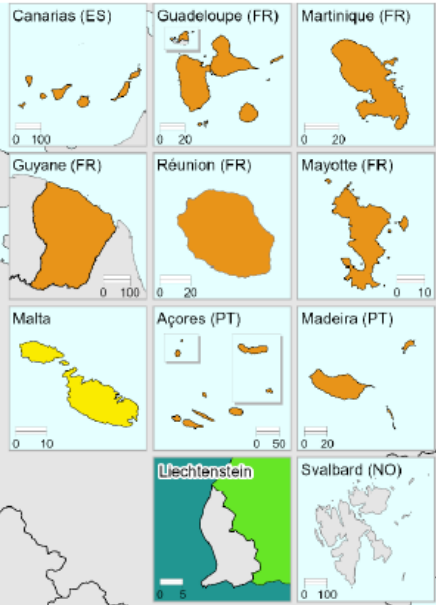 Canarias (ES)
0 100
Guadeloupe (FR)
0 20
Martinique (FR)
0 20
Guyane (FR)
0 100
Réunion (FR)
0 20
Mayotte (FR)
0 10
Malta
0 10
Açores (PT)
0 50
Madeira (PT)
0 20
Liechtenstein
0 5
Svalbard (NO)
0 100